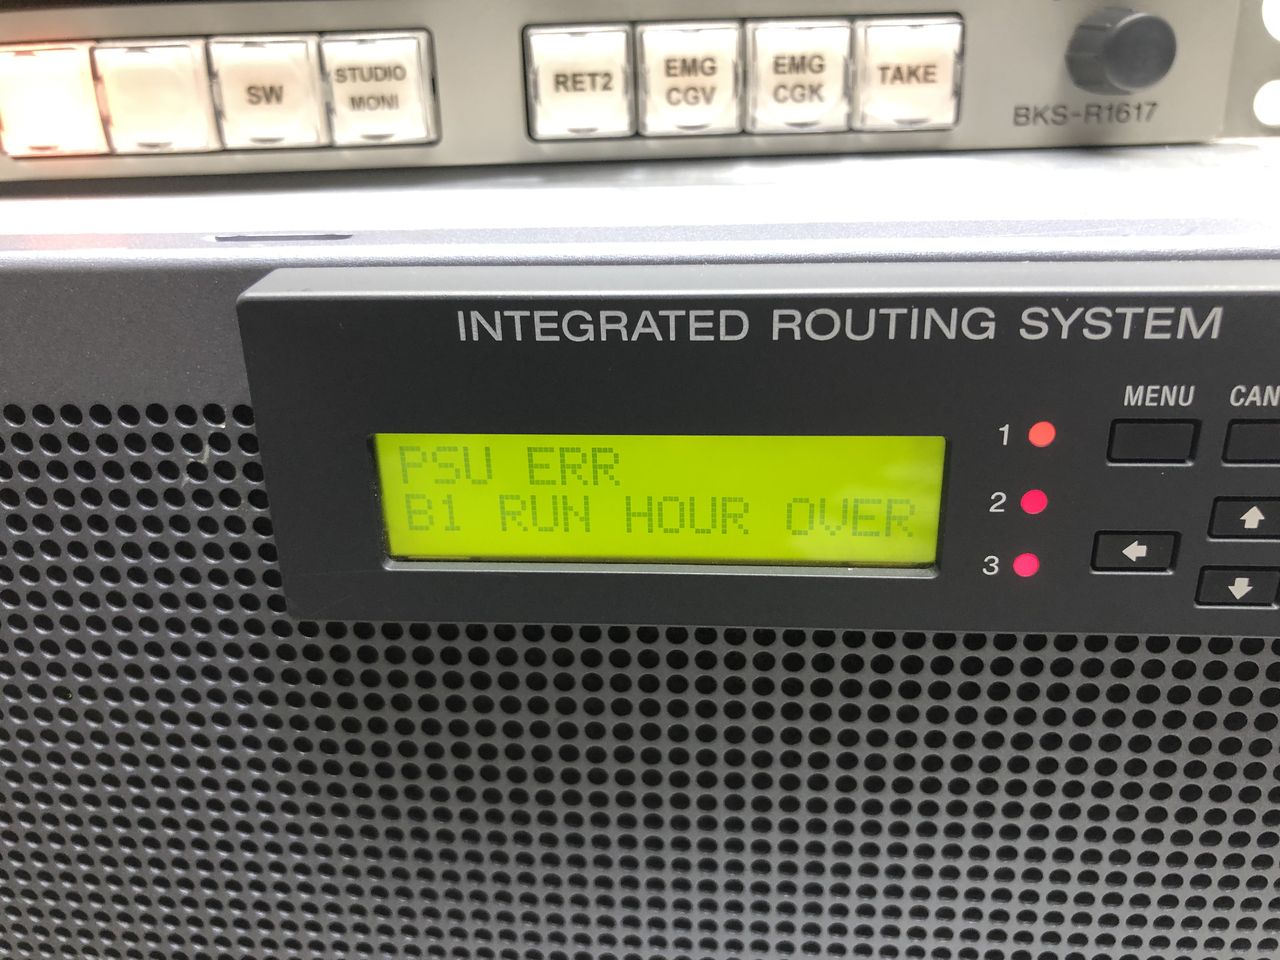 SW
STUDIO
MONI
RET2
EMG
CGV
EMG
CGK
TAKE
BKS-R1617
INTEGRATED ROUTING SYSTEM
MENU
CAN
PSU ERR
B1 RUN HOUR OVER
1
2
3